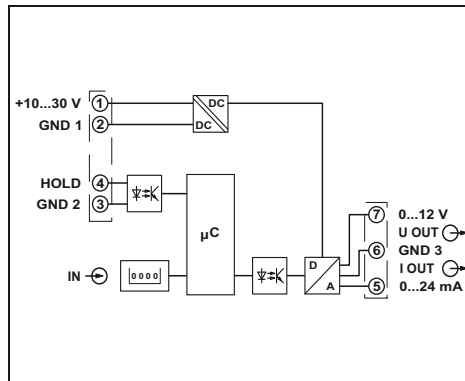 +10...30 V 1
GND 1 2
DC
DC
HOLD 4
GND 2 3
µC
IN
0000
D
A
7 0...12 V
U OUT
6 GND 3
I OUT
5 0...24 mA